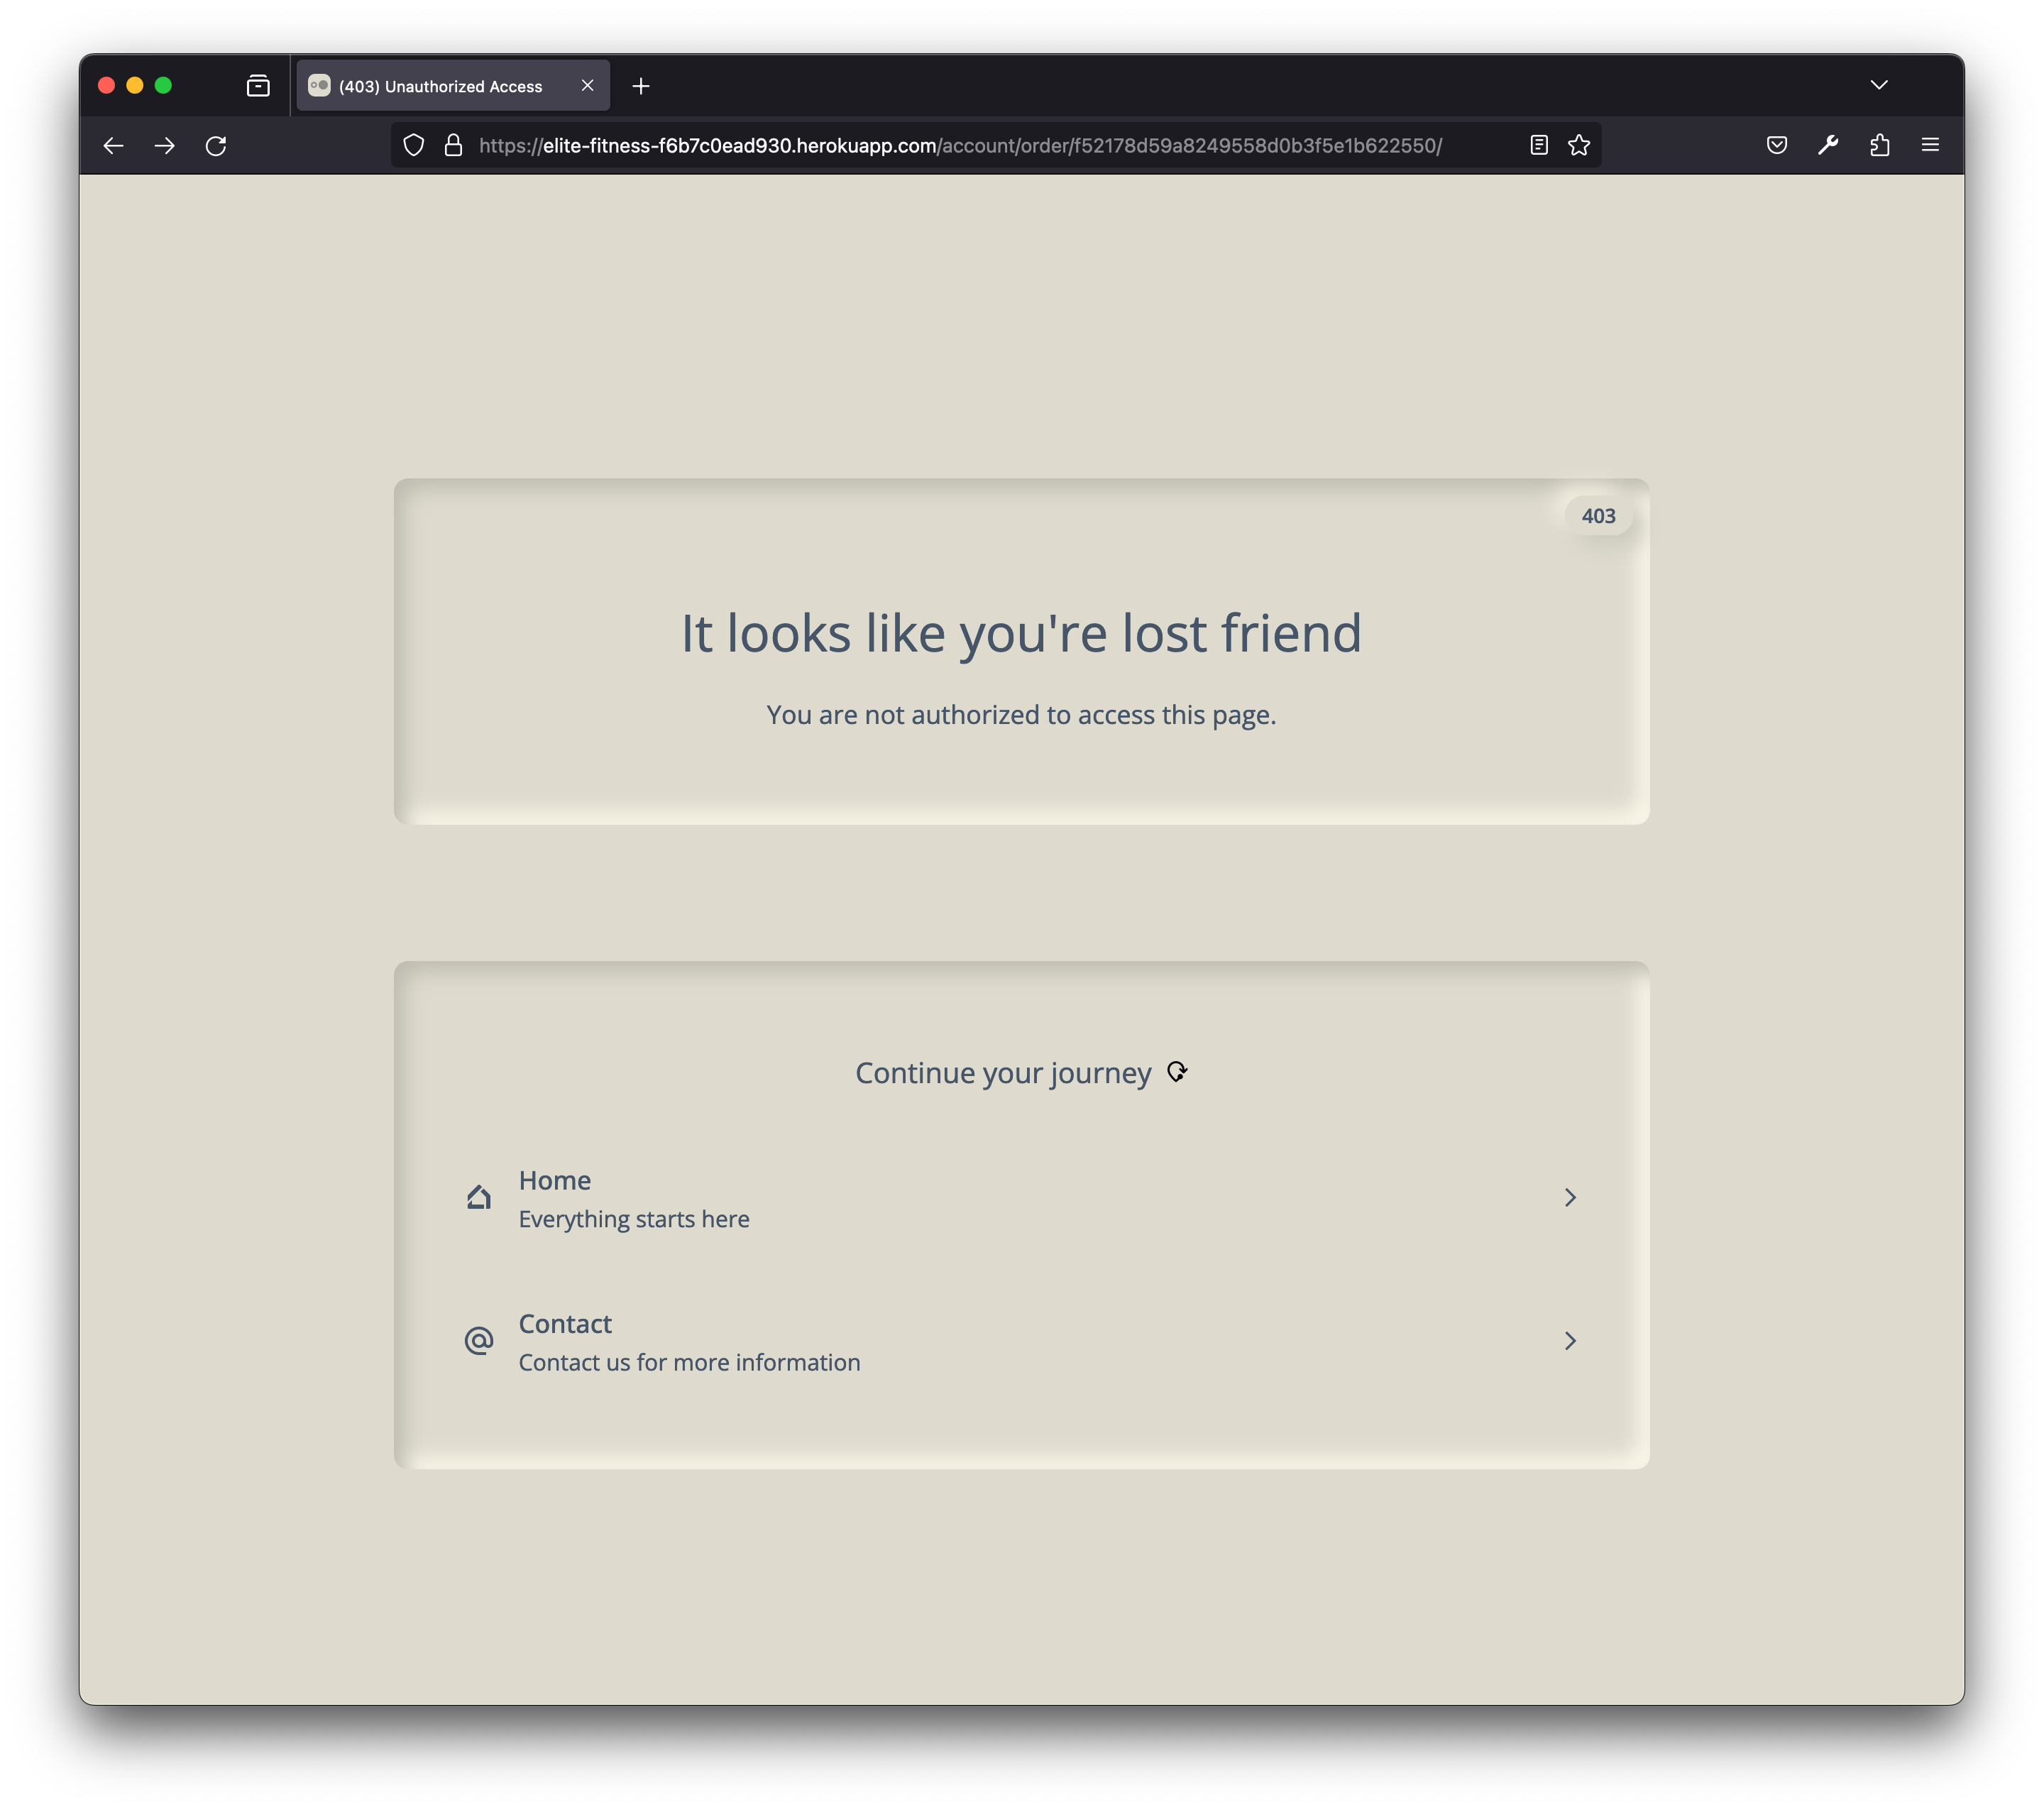 (403) Unauthorized Access
https://elite-fitness-f6b7c0ead930.herokuapp.com/account/order/f52178d59a8249558d0b3f5e1b622550/
403
It looks like you're lost friend
You are not authorized to access this page.
Continue your journey
Home
Everything starts here
Contact
Contact us for more information